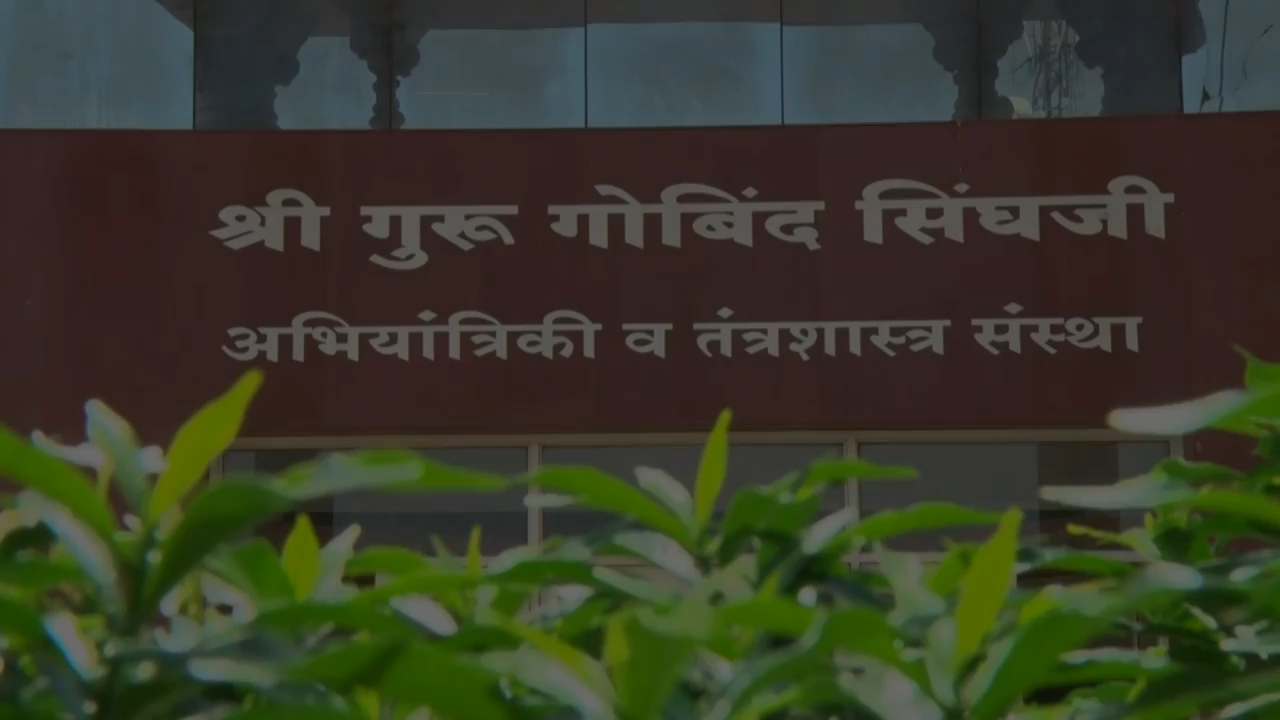 श्री गुरू गोबिंद सिंघजी
अभियांत्रिकी व तंत्रशास्त्र संस्था